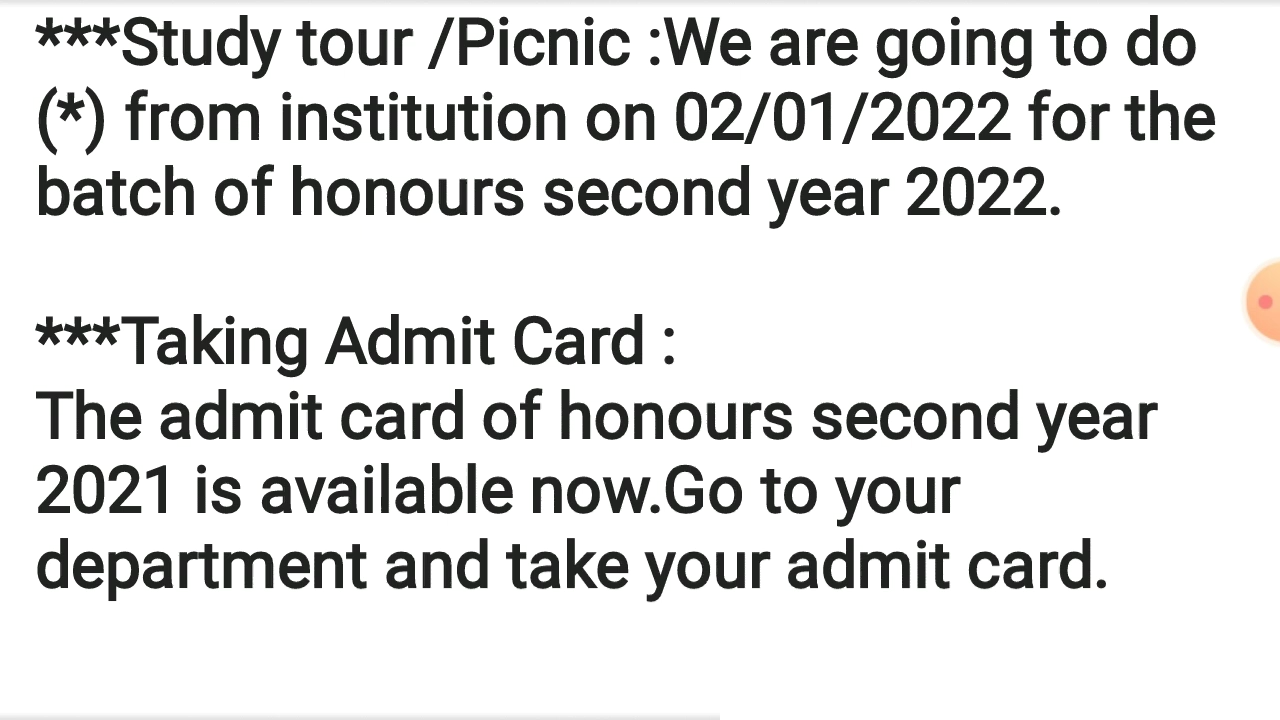 ***Study tour /Picnic :We are going to do
(*) from institution on 02/01/2022 for the
batch of honours second year 2022.
***Taking Admit Card :
The admit card of honours second year
2021 is available now.Go to your
department and take your admit card.